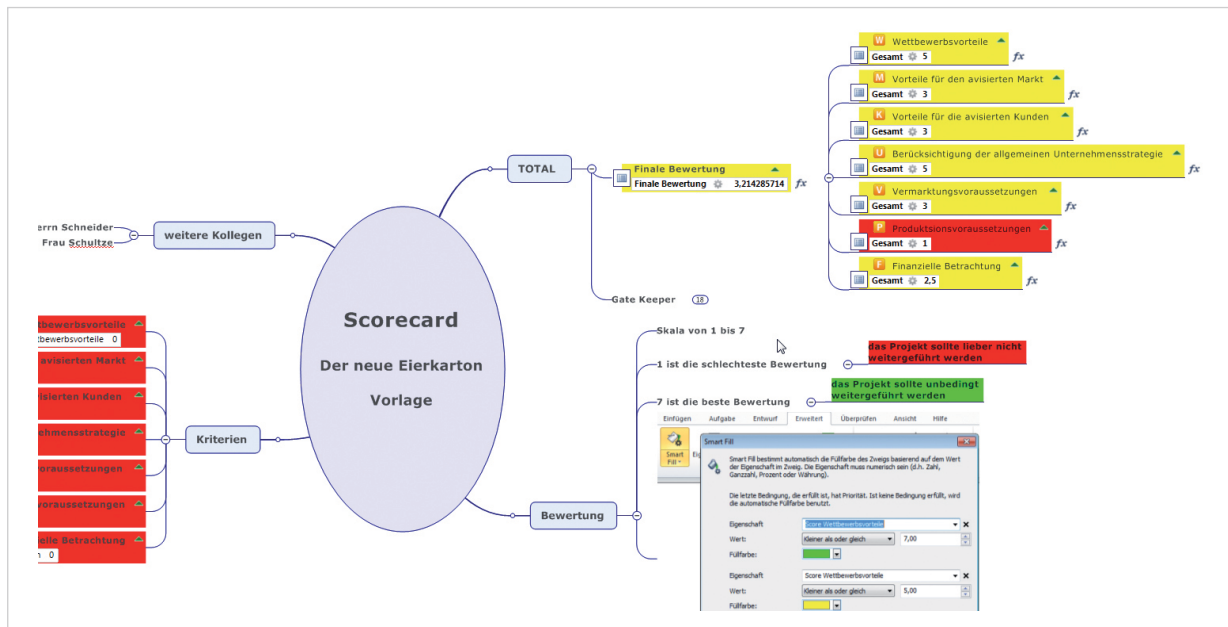 Scorecard
Der neue Eierkarton
Vorlage
TOTAL
Finale Bewertung
Finale Bewertung 3,214285714
fx
W Wettbewerbsvorteile
Gesamt 5
fx
M Vorteile für den avisierten Markt
Gesamt 3
fx
K Vorteile für die avisierten Kunden
Gesamt 3
fx
U Berücksichtigung der allgemeinen Unternehmensstrategie
Gesamt 5
fx
V Vermarktungsvoraussetzungen
Gesamt 3
fx
P Produktsionsvoraussetzungen
Gesamt 1
fx
F Finanzielle Betrachtung
Gesamt 2,5
fx
Gate Keeper 18
weitere Kollegen
errn Schneider
Frau Schultze
Kriterien
ttbewerbsvorteile
tbewerbsvorteile 0
avisierten Markt
isierten Kunden
ehmensstrategie
voraussetzungen
voraussetzungen
elle Betrachtung
n 0
Bewertung
Skala von 1 bis 7
1 ist die schlechteste Bewertung
das Projekt sollte lieber nicht
weitergeführt werden
7 ist die beste Bewertung
das Projekt sollte unbedingt
weitergeführt werden
Einfügen Aufgabe Entwurf Erweitert Überprüfen Ansicht Hilfe
Smart
Fill
Smart Fill
Smart Fill bestimmt automatisch die Füllfarbe des Zweigs basierend auf dem Wert
der Eigenschaft im Zweig. Die Eigenschaft muss numerisch sein (d.h. Zahl,
Ganzzahl, Prozent oder Währung).
Die letzte Bedingung, die erfüllt ist, hat Priorität. Ist keine Bedingung erfüllt, wird
die automatische Füllfarbe benutzt.
Eigenschaft Score Wettbewerbsvorteile
Wert: Kleiner als oder gleich 7,00
Füllfarbe:
Eigenschaft Score Wettbewerbsvorteile
Wert: Kleiner als oder gleich 5,00
Füllfarbe: